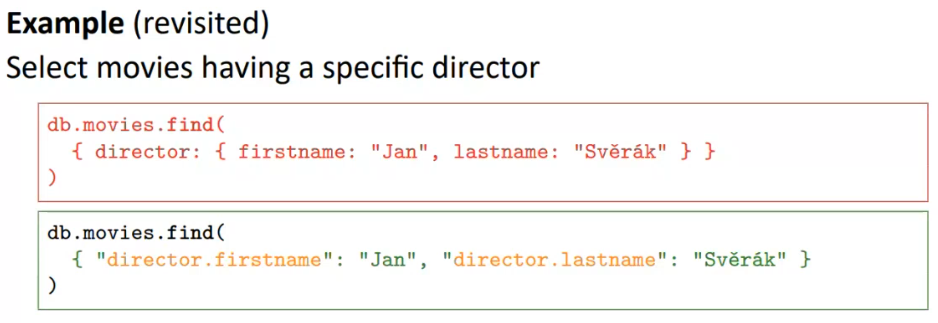 Example (revisited)
Select movies having a specific director
db.movies.find(
{ director: { firstname: "Jan", lastname: "Svěrák" } }
)
db.movies.find(
{ "director.firstname": "Jan", "director.lastname": "Svěrák" }
)